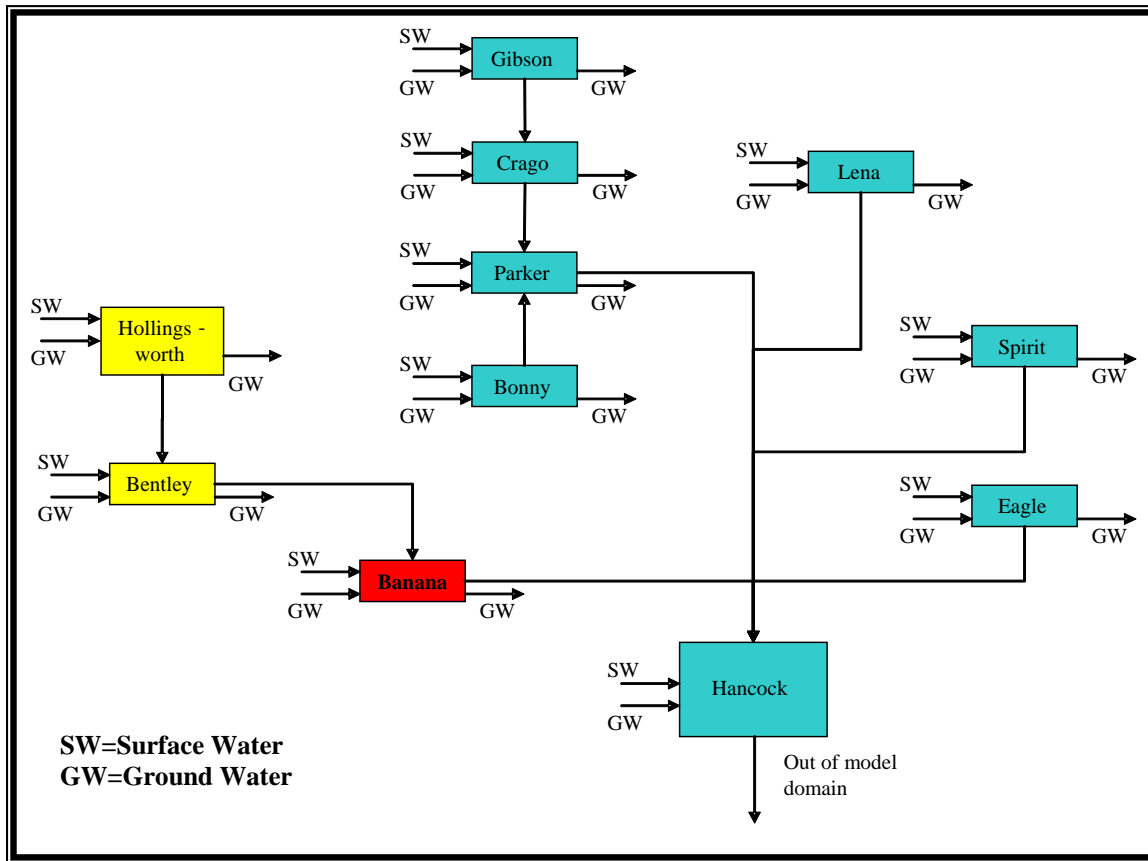 SW
Gibson
GW
GW
SW
Crago
GW
GW
SW
Lena
GW
GW
SW
Parker
GW
GW
SW
Hollings -
worth
GW
GW
SW
Spirit
GW
GW
SW
Bonny
GW
GW
SW
Bentley
GW
GW
SW
Eagle
GW
GW
SW
Banana
GW
GW
SW
Hancock
GW
SW=Surface Water
GW=Ground Water
Out of model
domain